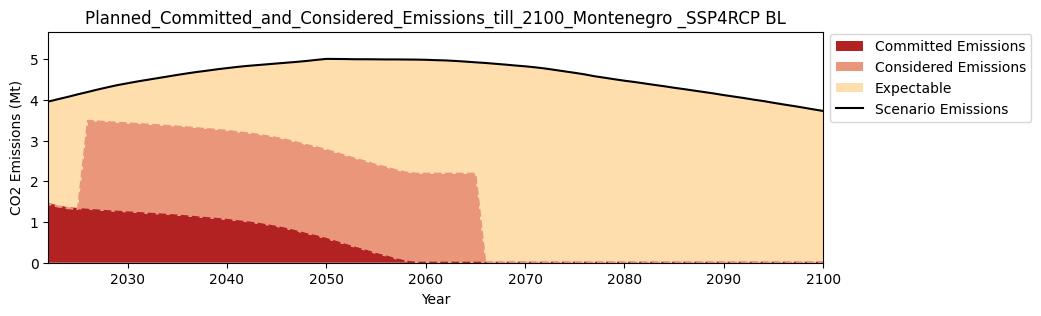 Planned_Committed_and_Considered_Emissions_till_2100_Montenegro _SSP4RCP BL
Committed Emissions
Considered Emissions
Expectable
Scenario Emissions
CO2 Emissions (Mt)
5
4
3
2
1
0
2030 2040 2050 2060 2070 2080 2090 2100
Year